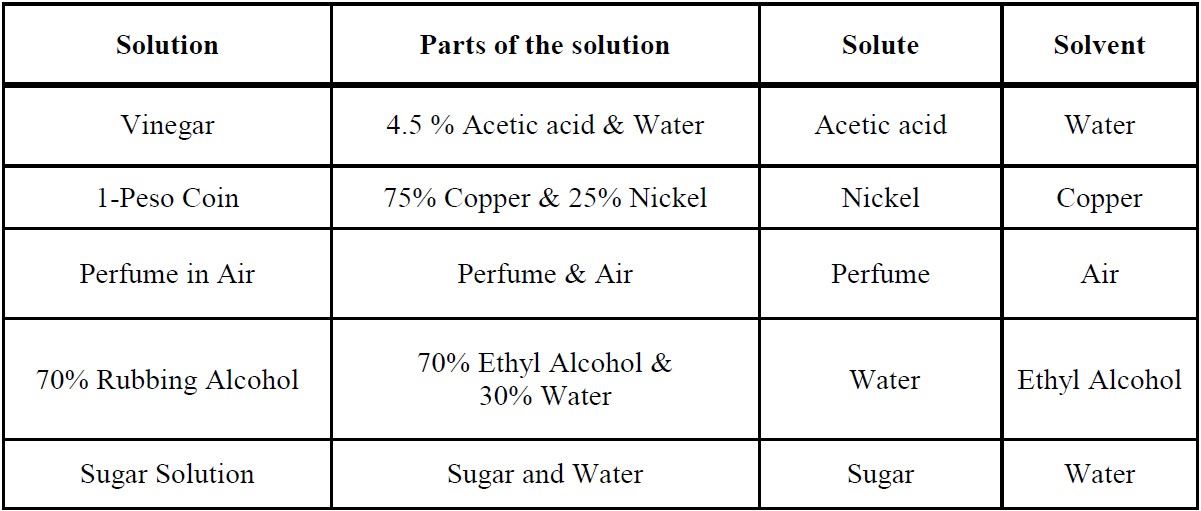 Solution Parts of the solution Solute Solvent
Vinegar 4.5 % Acetic acid & Water Acetic acid Water
1-Peso Coin 75% Copper & 25% Nickel Nickel Copper
Perfume in Air Perfume & Air Perfume Air
70% Rubbing Alcohol 70% Ethyl Alcohol &
30% Water Water Ethyl Alcohol
Sugar Solution Sugar and Water Sugar Water